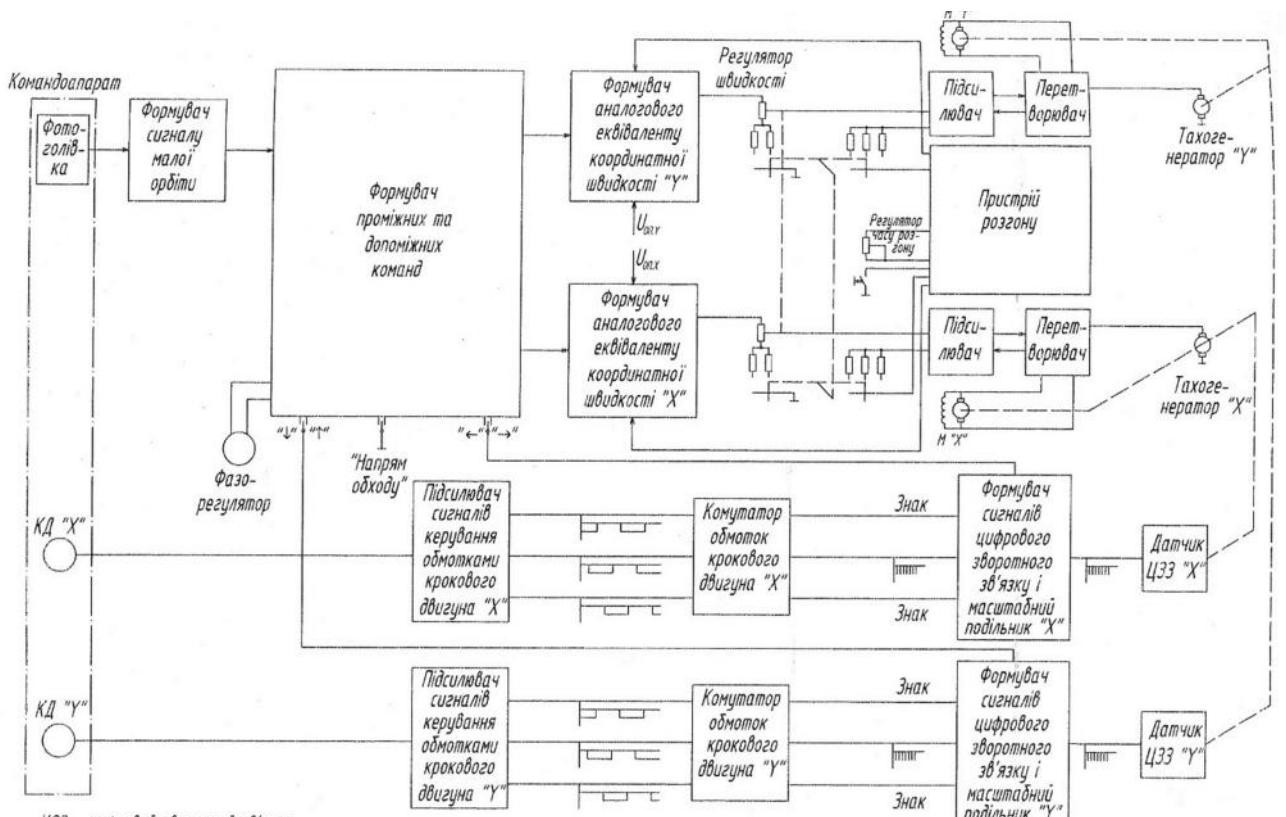 М "Y"
Командоапарат
Фото-
голів-
ка
Формувач
сигналу
малої
орбіти
Формувач
проміжних та
допоміжних
команд
Формувач
аналогового
еквіваленту
координатної
швидкості "Y"
Регулятор
швидкості
Підси-
лювач
Перет-
ворювач
Тахоге-
нератор "Y"
Uоп.Y
Uоп.X
Регулятор
часу роз-
гону
Пристрій
розгону
Формувач
аналогового
еквіваленту
координатної
швидкості "X"
Підси-
лювач
Перет-
ворювач
Тахоге-
нератор "X"
М "X"
"↓" "↑"
"←" "→"
Фазо-
регулятор
"Напрям
обходу"
КД "X"
Підсилювач
сигналів
керування
обмотками
крокового
двигуна "X"
Комутатор
обмоток
крокового
двигуна "X"
Знак
Знак
Формувач
сигналів
цифрового
зворотного
зв'язку і
масштабний
подільник "X"
Датчик
ЦЗЗ "X"
КД "Y"
Підсилювач
сигналів
керування
обмотками
крокового
двигуна "Y"
Комутатор
обмоток
крокового
двигуна "Y"
Знак
Знак
Формувач
сигналів
цифрового
зворотного
зв'язку і
масштабний
подільник "Y"
Датчик
ЦЗЗ "Y"